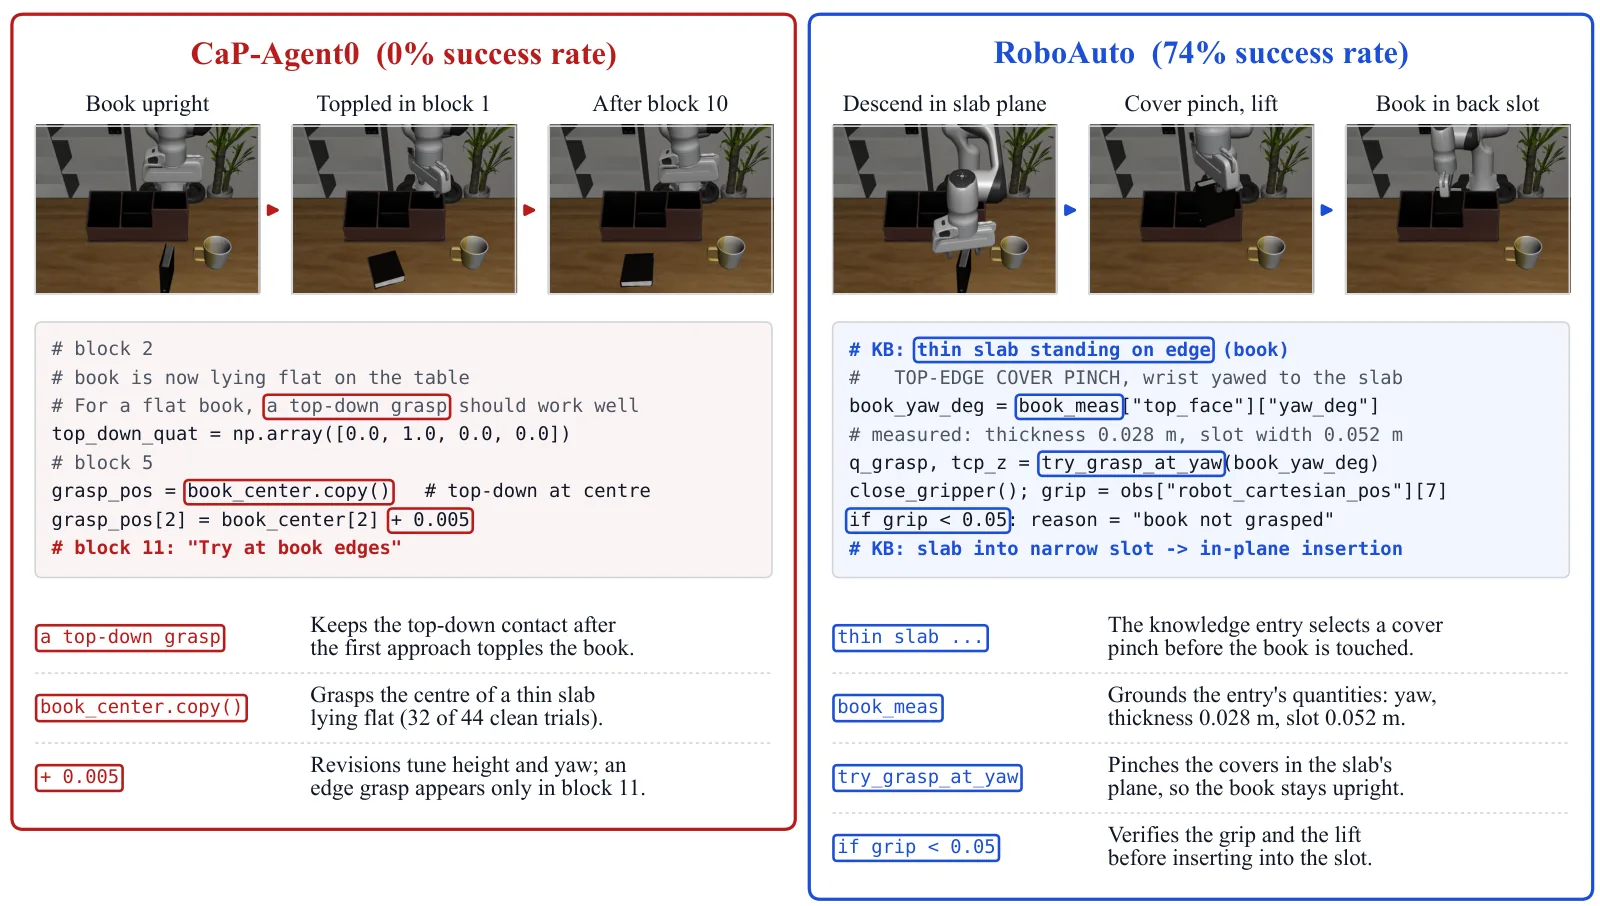 CaP-Agent0 (0% success rate)
Book upright
Toppled in block 1
After block 10
# block 2
# book is now lying flat on the table
# For a flat book, a top-down grasp should work well
top_down_quat = np.array([0.0, 1.0, 0.0, 0.0])
# block 5
grasp_pos = book_center.copy()   # top-down at centre
grasp_pos[2] = book_center[2] + 0.005
# block 11: "Try at book edges"
a top-down grasp
Keeps the top-down contact after
the first approach topples the book.
book_center.copy()
Grasps the centre of a thin slab
lying flat (32 of 44 clean trials).
+ 0.005
Revisions tune height and yaw; an
edge grasp appears only in block 11.
RoboAuto (74% success rate)
Descend in slab plane
Cover pinch, lift
Book in back slot
# KB: thin slab standing on edge (book)
#   TOP-EDGE COVER PINCH, wrist yawed to the slab
book_yaw_deg = book_meas["top_face"]["yaw_deg"]
# measured: thickness 0.028 m, slot width 0.052 m
q_grasp, tcp_z = try_grasp_at_yaw(book_yaw_deg)
close_gripper(); grip = obs["robot_cartesian_pos"][7]
if grip < 0.05: reason = "book not grasped"
# KB: slab into narrow slot -> in-plane insertion
thin slab ...
The knowledge entry selects a cover
pinch before the book is touched.
book_meas
Grounds the entry's quantities: yaw,
thickness 0.028 m, slot 0.052 m.
try_grasp_at_yaw
Pinches the covers in the slab's
plane, so the book stays upright.
if grip < 0.05
Verifies the grip and the lift
before inserting into the slot.